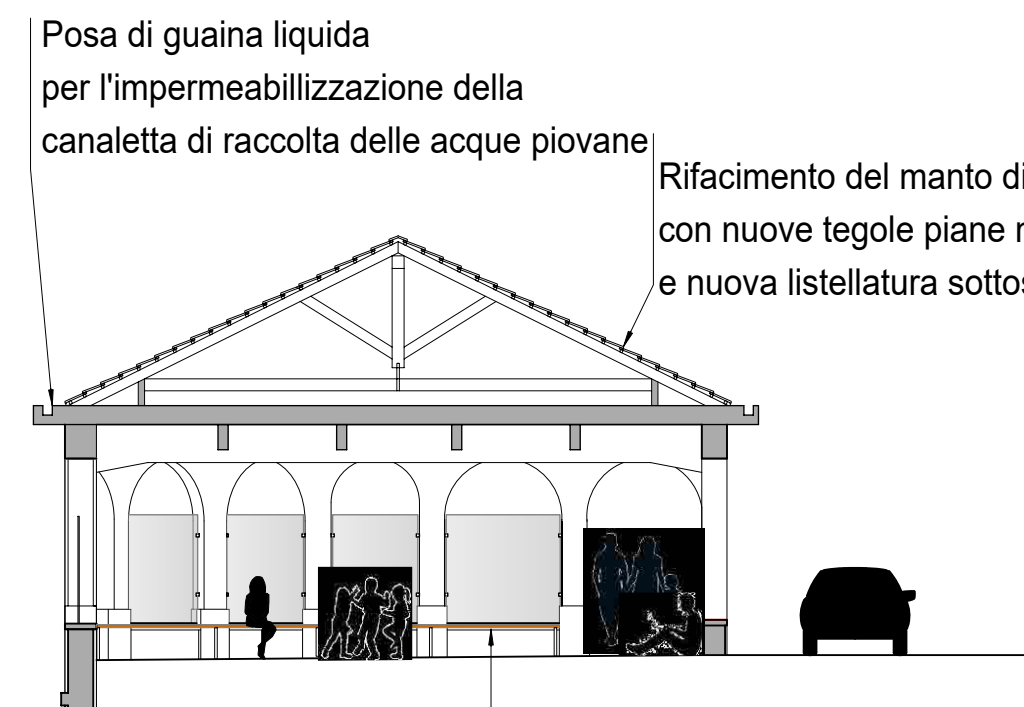 Posa di guaina liquida
per l'impermeabillizzazione della
canaletta di raccolta delle acque piovane
Rifacimento del manto di
con nuove tegole piane
e nuova listellatura